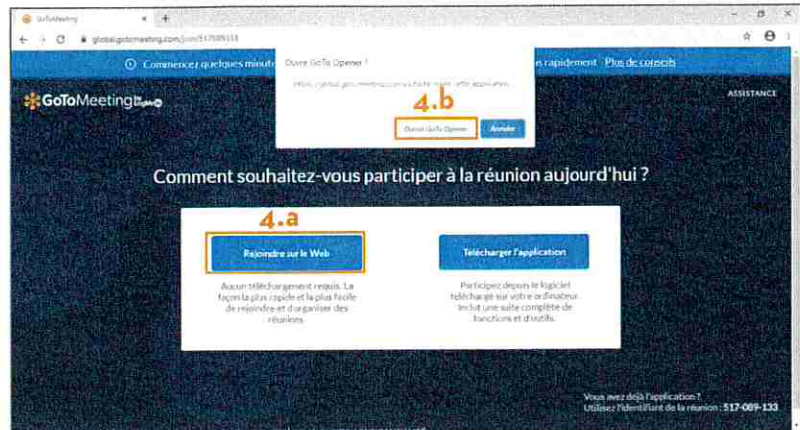 GoToMeeting
global.gotomeeting.com/join/517089133
Commencez quelques minute
Ouvrir GoTo Opener ?
s rapidement Plus de conseils
4.b
Ouvrir GoTo Opener
Annuler
GoToMeeting
ASSISTANCE
Comment souhaitez-vous participer à la réunion aujourd'hui ?
4.a
Rejoindre sur le Web
Télécharger l'application
Aucun téléchargement requis. La
façon la plus rapide et la plus facile
de rejoindre et d'organiser des
réunions.
Participez depuis le logiciel
téléchargé sur votre ordinateur.
Inclut une suite complète de
fonctions et d'outils.
Vous avez déjà l'application ?
Utilisez l'identifiant de la réunion : 517-089-133